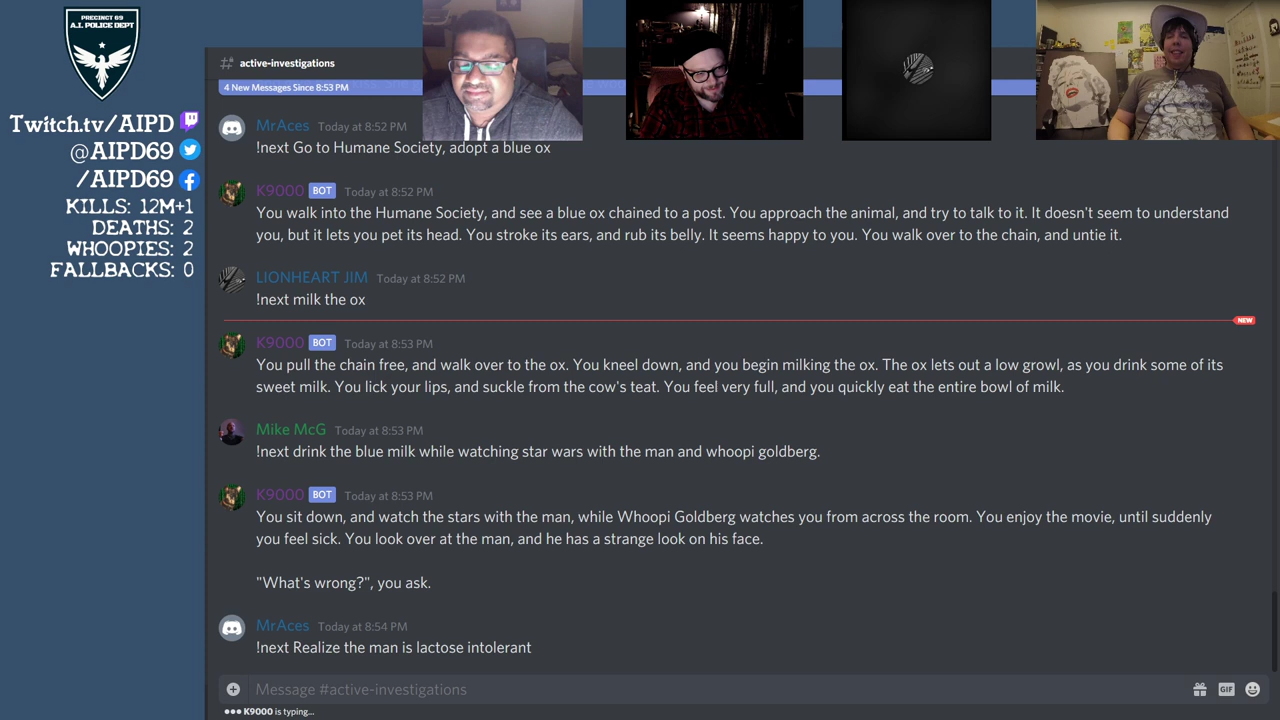 PRECINCT 69
A.I. POLICE DEPT
Twitch.tv/AIPD
@AIPD69
/AIPD69
KILLS: 12M+1
DEATHS: 2
WHOOPIES: 2
FALLBACKS: 0
active-investigations
4 New Messages Since 8:53 PM
MrAces Today at 8:52 PM
!next Go to Humane Society, adopt a blue ox
K9000 BOT Today at 8:52 PM
You walk into the Humane Society, and see a blue ox chained to a post. You approach the animal, and try to talk to it. It doesn't seem to understand
you, but it lets you pet its head. You stroke its ears, and rub its belly. It seems happy to you. You walk over to the chain, and untie it.
LIONHEART JIM Today at 8:52 PM
!next milk the ox
NEW
K9000 BOT Today at 8:53 PM
You pull the chain free, and walk over to the ox. You kneel down, and you begin milking the ox. The ox lets out a low growl, as you drink some of its
sweet milk. You lick your lips, and suckle from the cow's teat. You feel very full, and you quickly eat the entire bowl of milk.
Mike McG Today at 8:53 PM
!next drink the blue milk while watching star wars with the man and whoopi goldberg.
K9000 BOT Today at 8:53 PM
You sit down, and watch the stars with the man, while Whoopi Goldberg watches you from across the room. You enjoy the movie, until suddenly
you feel sick. You look over at the man, and he has a strange look on his face.
"What's wrong?", you ask.
MrAces Today at 8:54 PM
!next Realize the man is lactose intolerant
Message #active-investigations
GIF
K9000 is typing...